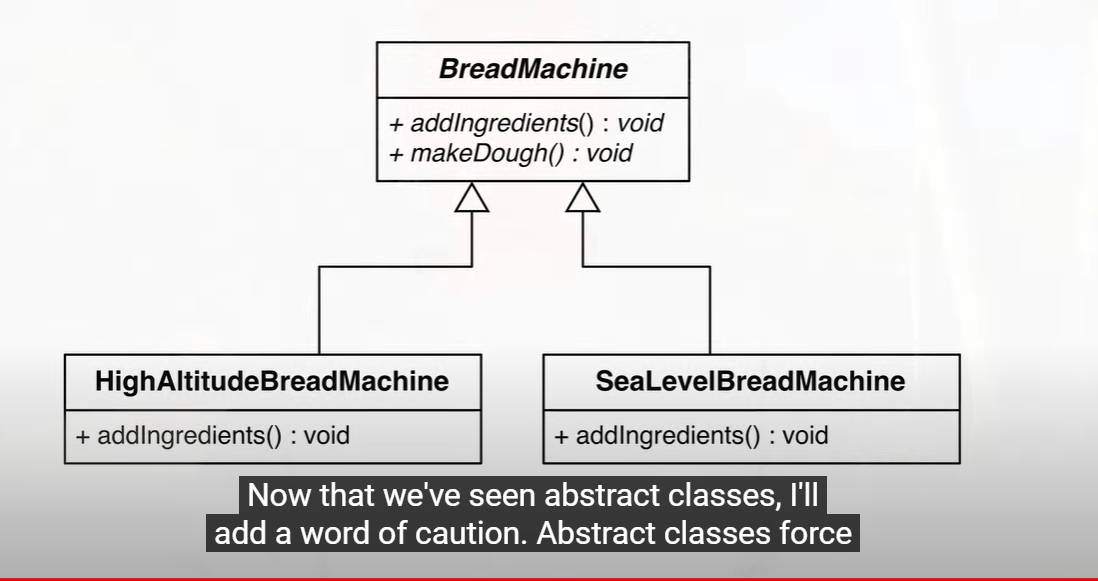 BreadMachine
+ addIngredients() : void
+ makeDough() : void
HighAltitudeBreadMachine
+ addIngredients() : void
SeaLevelBreadMachine
+ addIngredients() : void
Now that we've seen abstract classes, I'll
add a word of caution. Abstract classes force